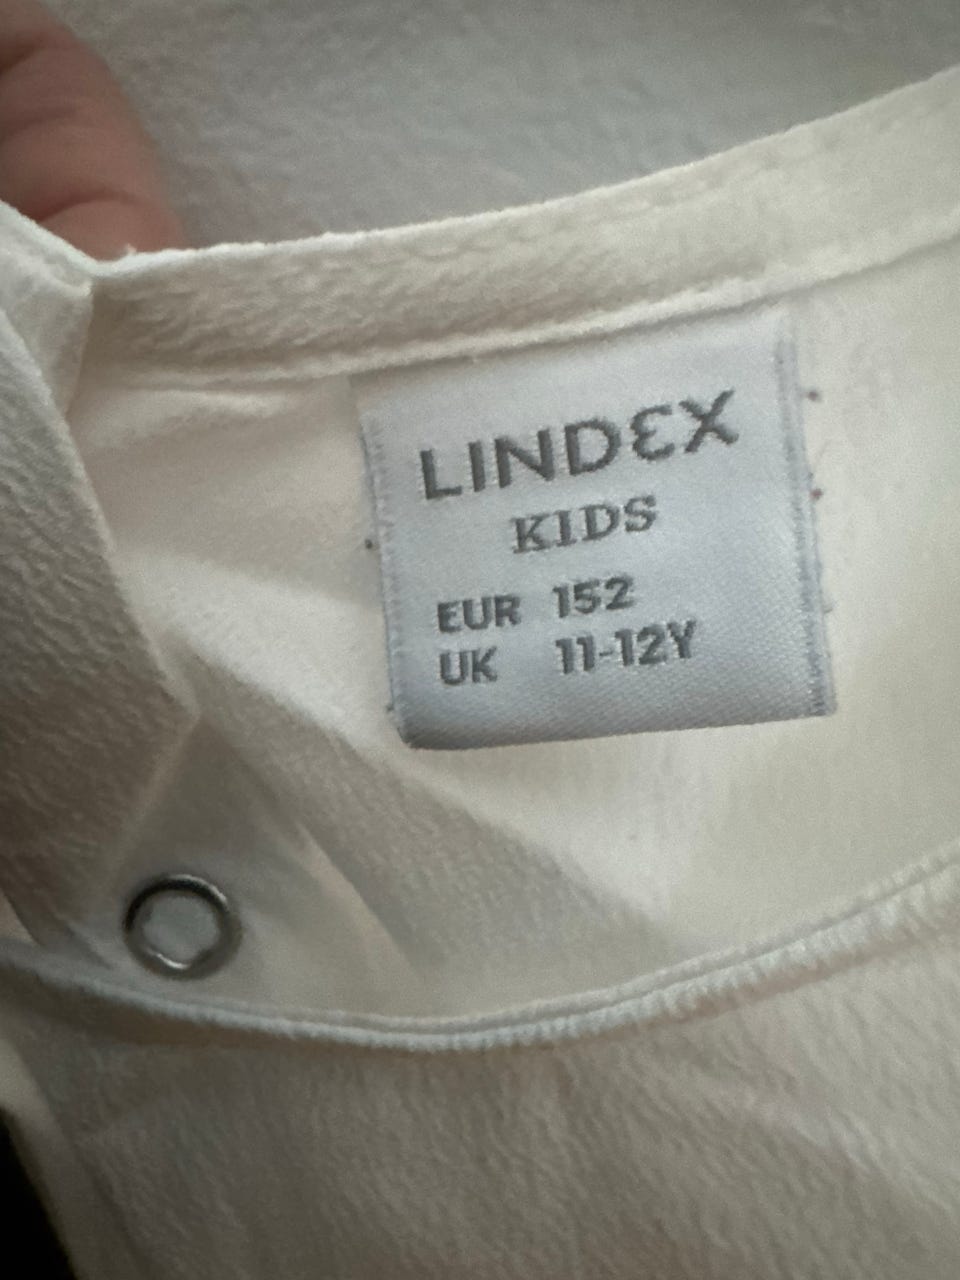 LINDEX
KIDS
EUR 152
UK 11-12Y